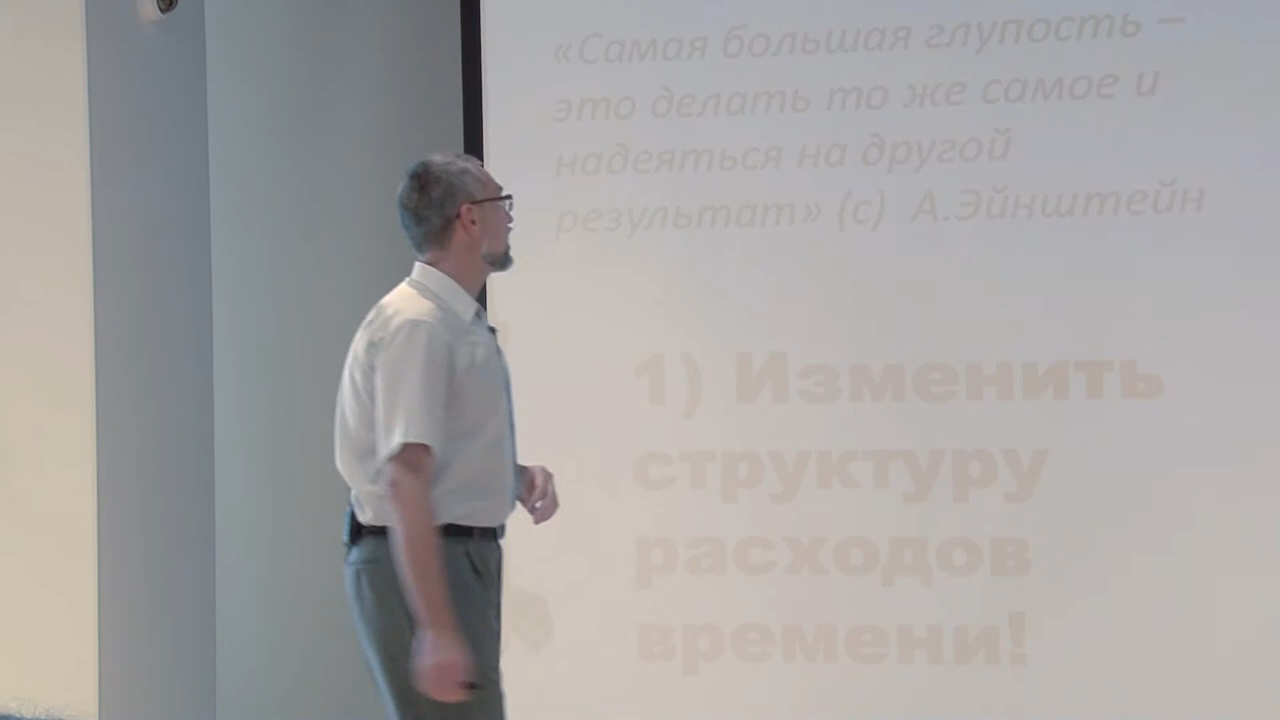 «Самая большая глупость –
это делать то же самое и
надеяться на другой
результат» (с) А.Эйнштейн
1) Изменить
структуру
расходов
времени!